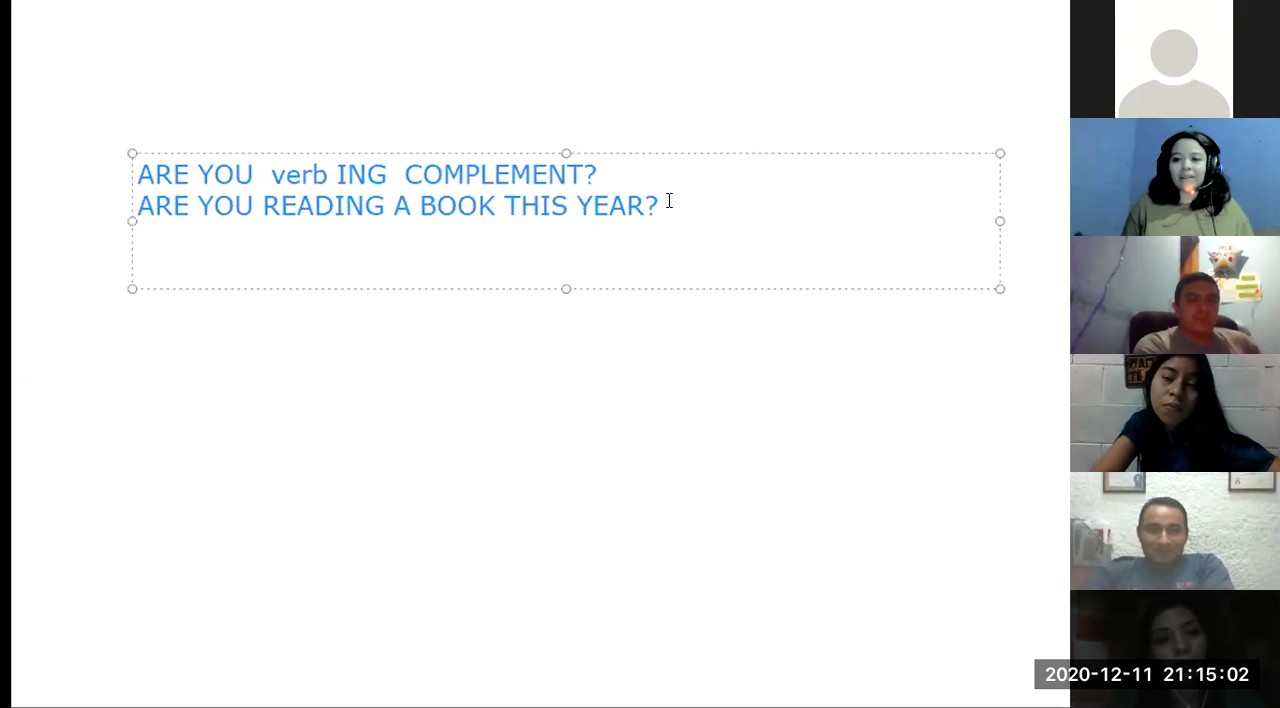 ARE YOU verb ING COMPLEMENT?
ARE YOU READING A BOOK THIS YEAR?
2020-12-11 21:15:02